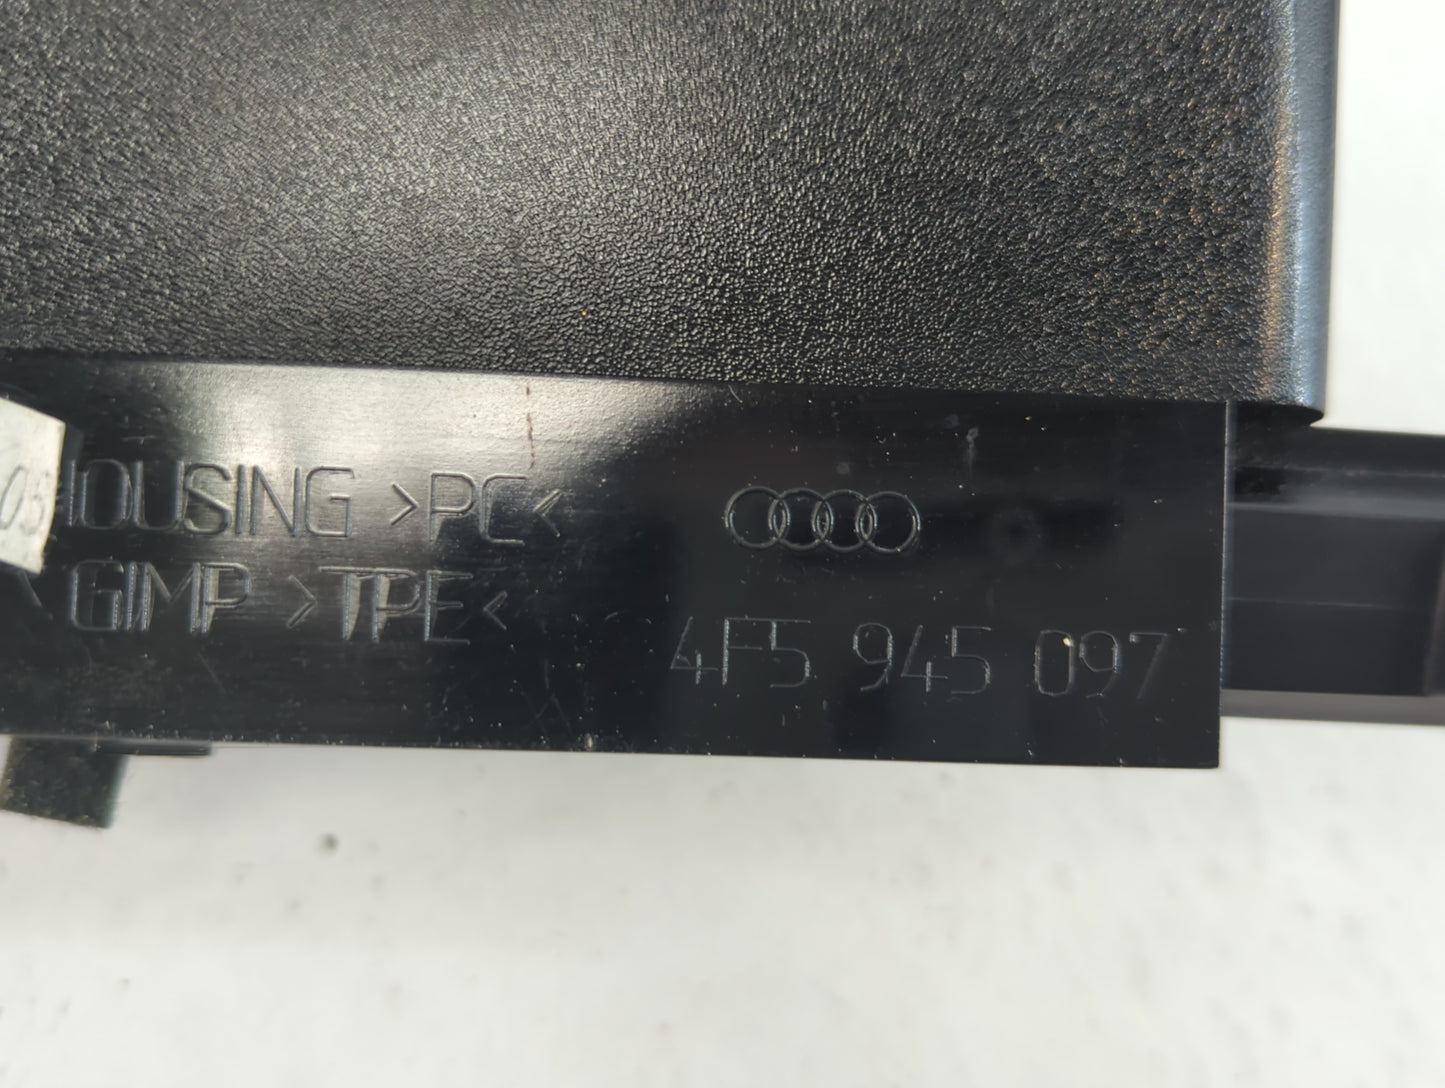 HOUSING >PC<
GIMP >TPE<
4F5 945 097